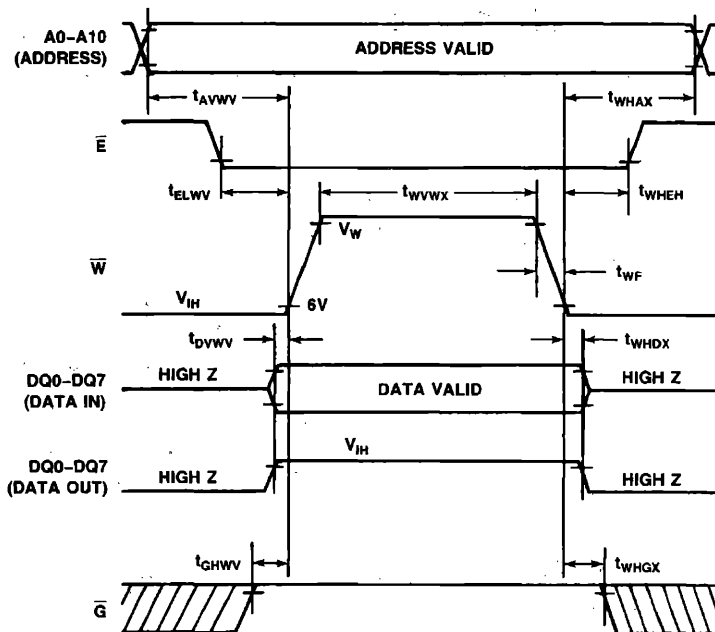 A0–A10
(ADDRESS)
ADDRESS VALID
tAVWV
tWHAX
E̅
tELWV
tWVWX
tWHEH
VW
W̅
tWF
VIH
6V
tDVWV
tWHDX
DQ0–DQ7
(DATA IN)
HIGH Z
DATA VALID
HIGH Z
VIH
DQ0–DQ7
(DATA OUT)
HIGH Z
HIGH Z
tGHWV
tWHGX
G̅